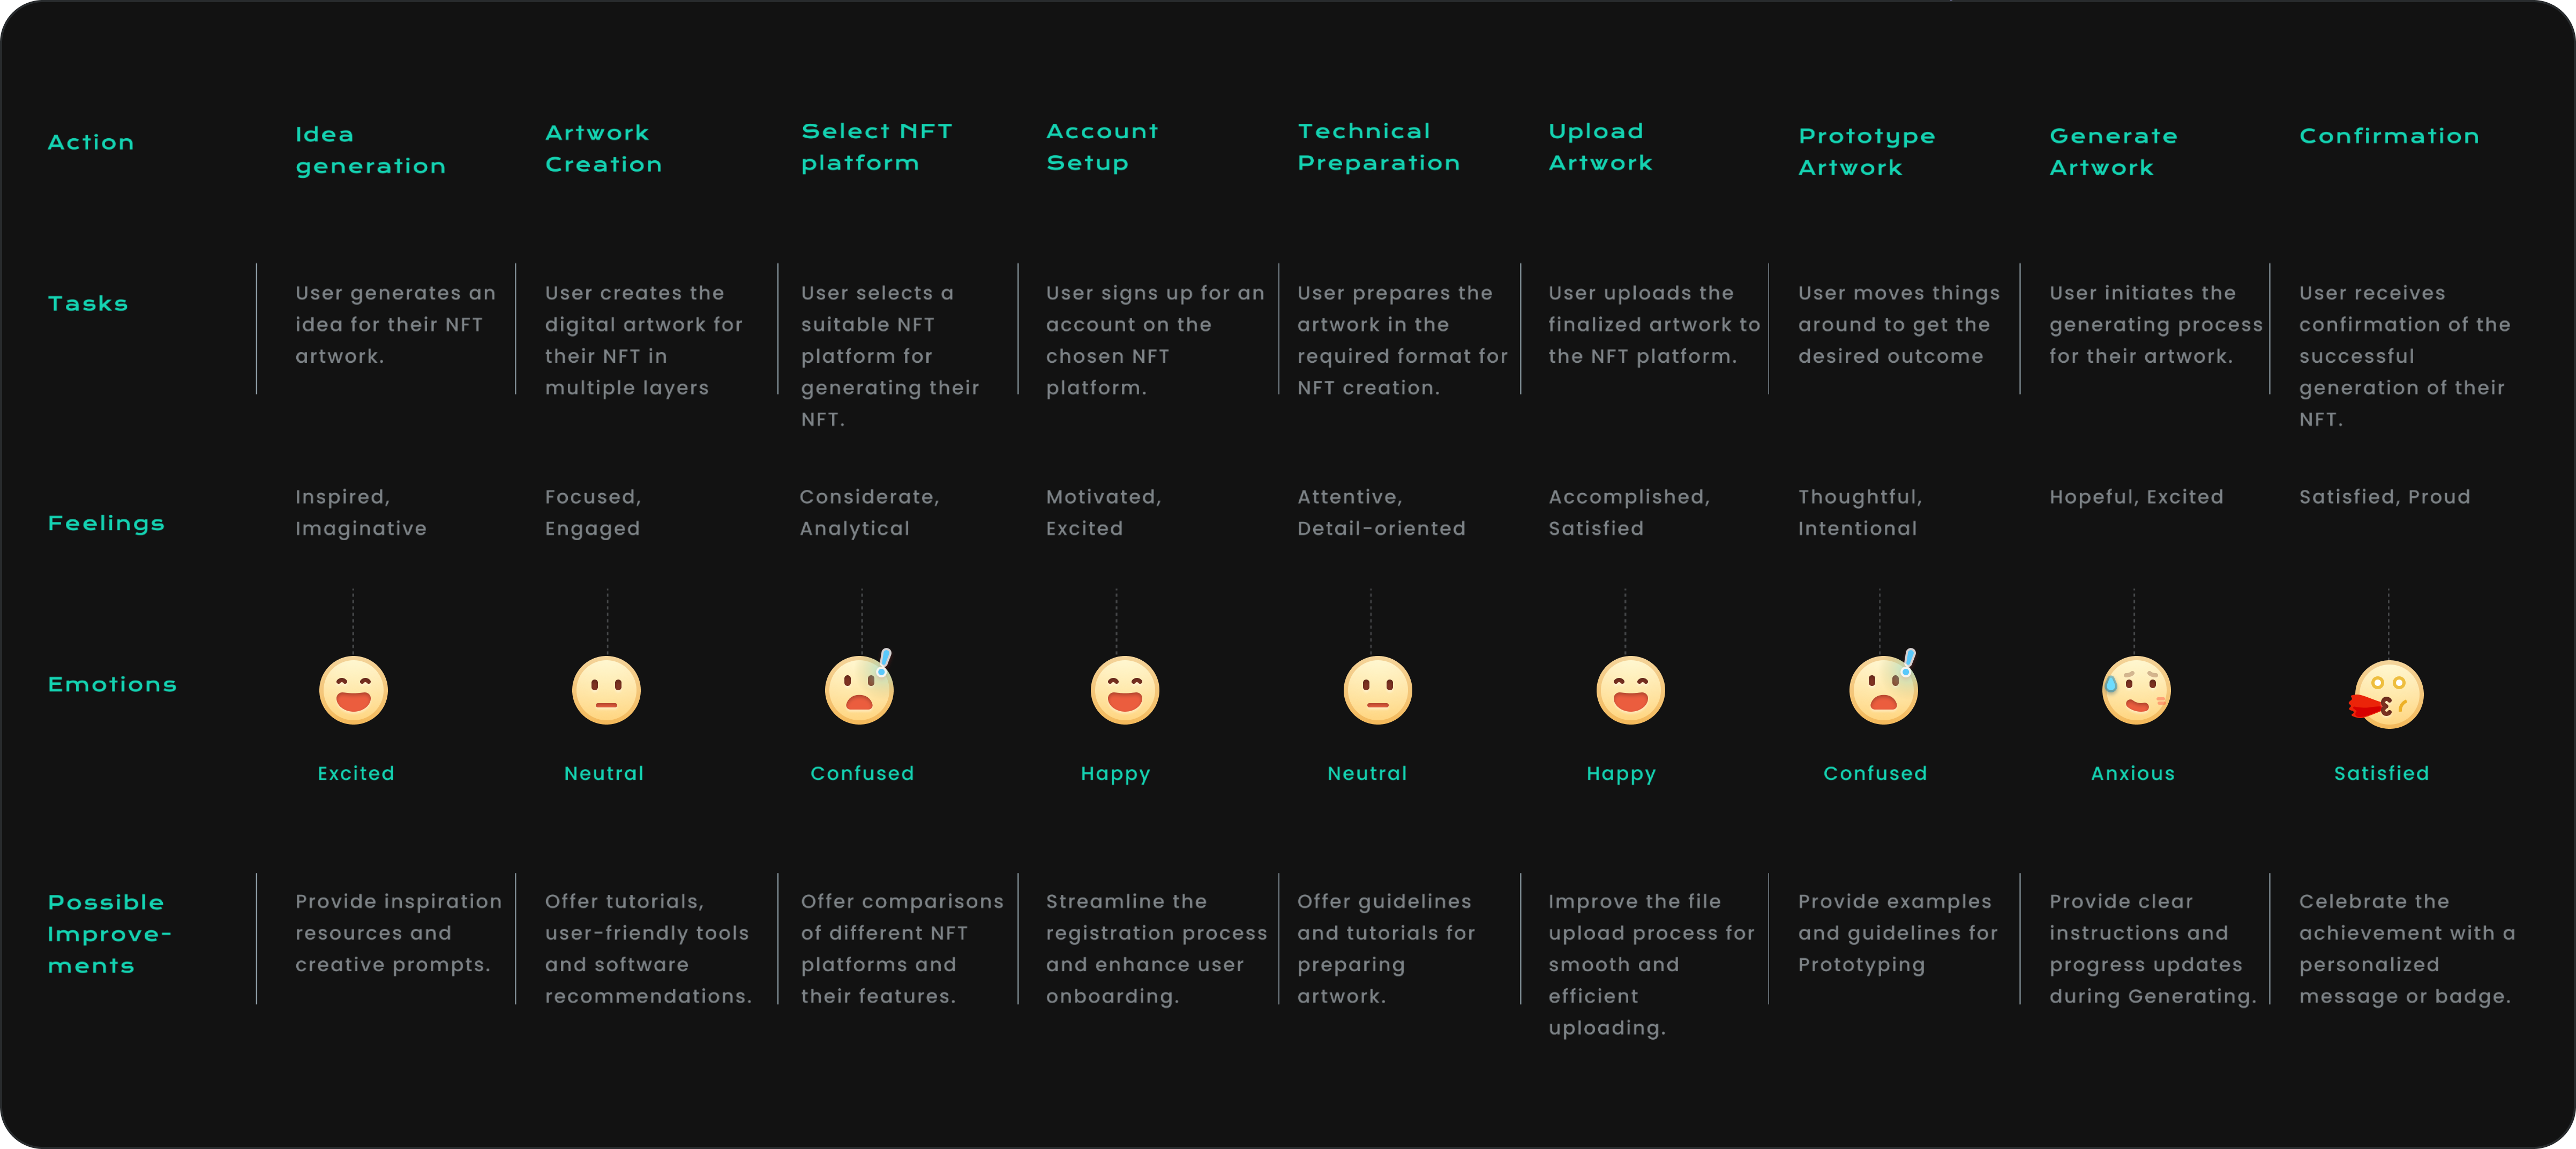 Action
Idea
generation
Artwork
Creation
Select NFT
platform
Account
Setup
Technical
Preparation
Upload
Artwork
Prototype
Artwork
Generate
Artwork
Confirmation
Tasks
User generates an
idea for their NFT
artwork.
User creates the
digital artwork for
their NFT in
multiple layers
User selects a
suitable NFT
platform for
generating their
NFT.
User signs up for an
account on the
chosen NFT
platform.
User prepares the
artwork in the
required format for
NFT creation.
User uploads the
finalized artwork to
the NFT platform.
User moves things
around to get the
desired outcome
User initiates the
generating process
for their artwork.
User receives
confirmation of the
successful
generation of their
NFT.
Feelings
Inspired,
Imaginative
Focused,
Engaged
Considerate,
Analytical
Motivated,
Excited
Attentive,
Detail-oriented
Accomplished,
Satisfied
Thoughtful,
Intentional
Hopeful, Excited
Satisfied, Proud
Emotions
Excited
Neutral
Confused
Happy
Neutral
Happy
Confused
Anxious
Satisfied
Possible
Improve-
ments
Provide inspiration
resources and
creative prompts.
Offer tutorials,
user-friendly tools
and software
recommendations.
Offer comparisons
of different NFT
platforms and
their features.
Streamline the
registration process
and enhance user
onboarding.
Offer guidelines
and tutorials for
preparing
artwork.
Improve the file
upload process for
smooth and
efficient
uploading.
Provide examples
and guidelines for
Prototyping
Provide clear
instructions and
progress updates
during Generating.
Celebrate the
achievement with a
personalized
message or badge.